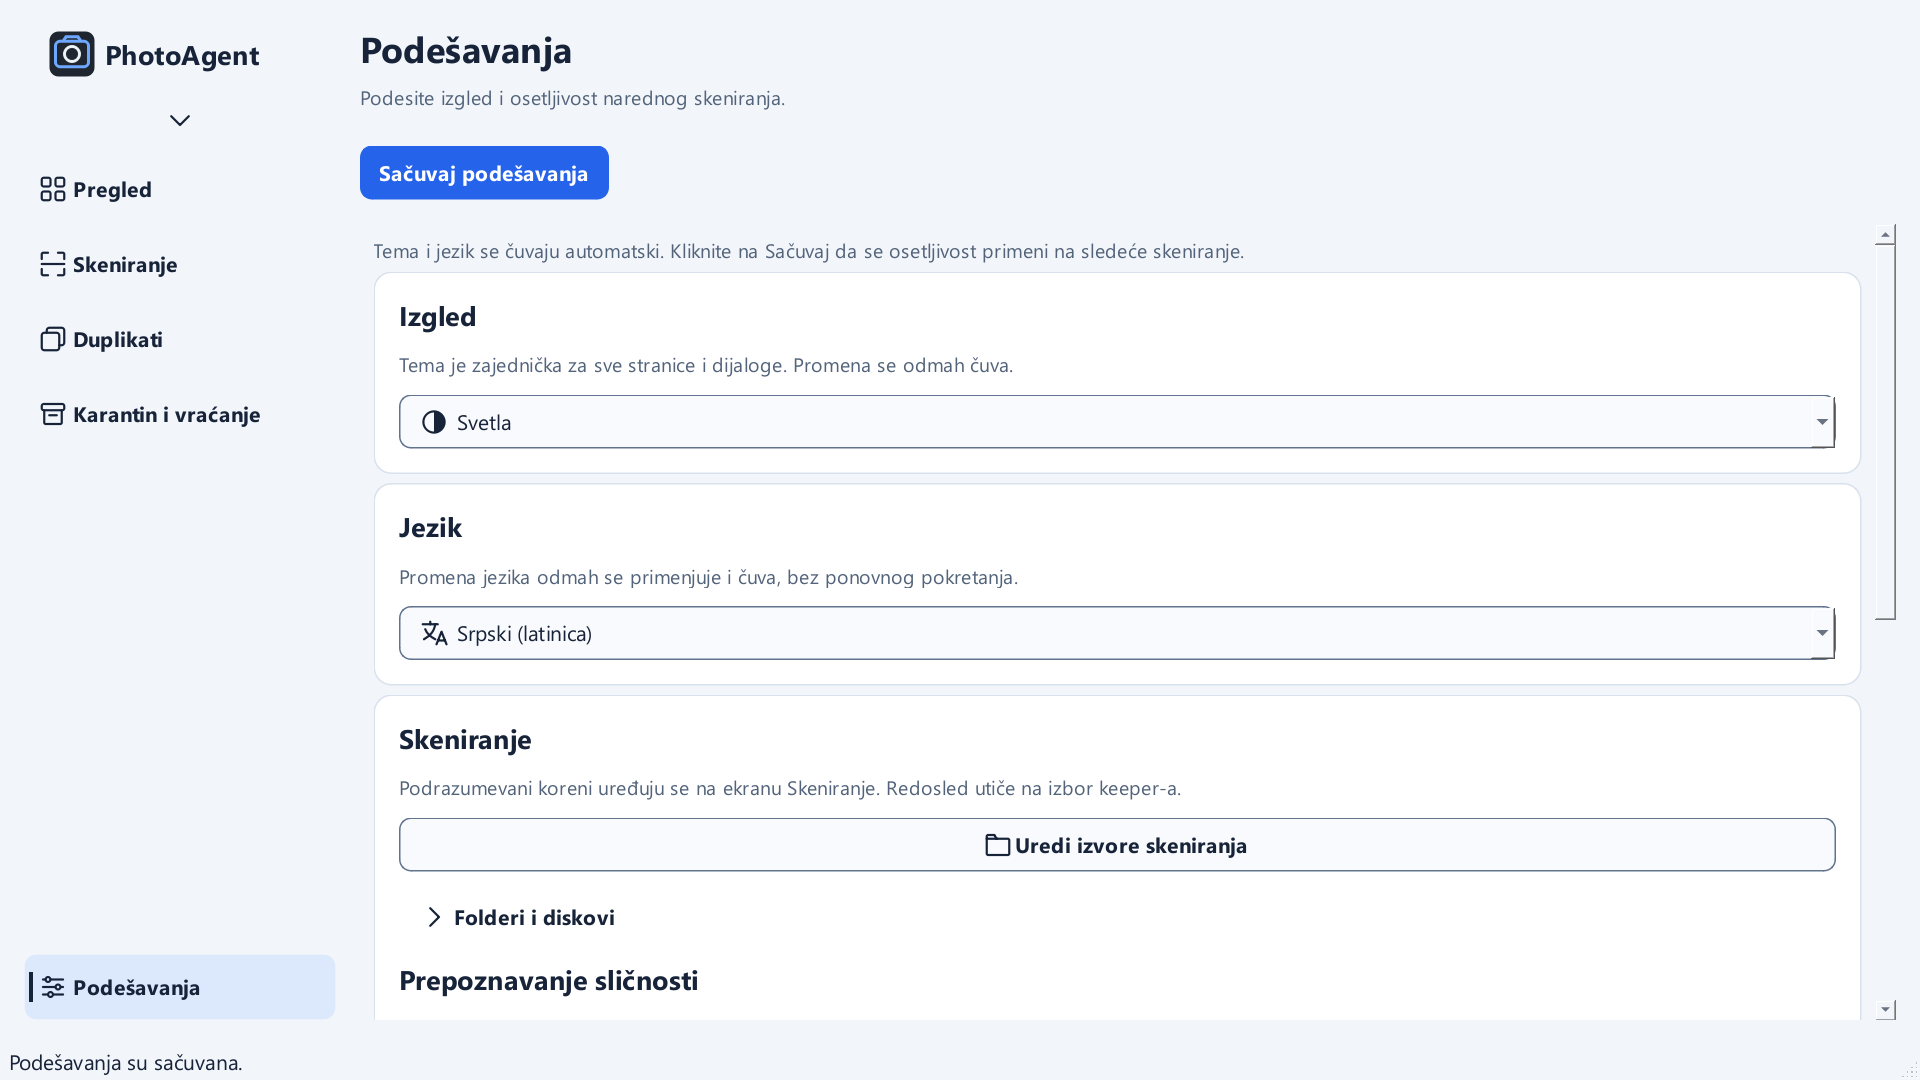 PhotoAgent
Pregled
Skeniranje
Duplikati
Karantin i vraćanje
Podešavanja
Podešavanja
Podesite izgled i osetljivost narednog skeniranja.
Sačuvaj podešavanja
Tema i jezik se čuvaju automatski. Kliknite na Sačuvaj da se osetljivost primeni na sledeće skeniranje.
Izgled
Tema je zajednička za sve stranice i dijaloge. Promena se odmah čuva.
Svetla
Jezik
Promena jezika odmah se primenjuje i čuva, bez ponovnog pokretanja.
Srpski (latinica)
Skeniranje
Podrazumevani koreni uređuju se na ekranu Skeniranje. Redosled utiče na izbor keeper-a.
Uredi izvore skeniranja
Folderi i diskovi
Prepoznavanje sličnosti
Podešavanja su sačuvana.